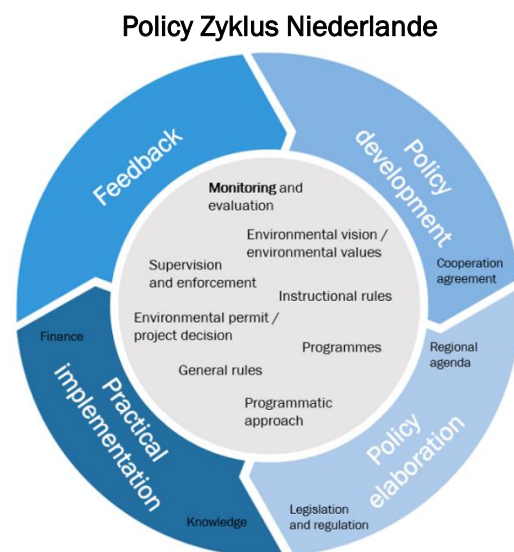 Policy Zyklus Niederlande
Feedback
Policy
development
Cooperation
agreement
Monitoring and
evaluation
Environmental vision /
environmental values
Supervision
and enforcement
Instructional rules
Environmental permit /
project decision
Programmes
General rules
Programmatic
approach
Finance
Practical
implementation
Knowledge
Regional
agenda
Policy
elaboration
Legislation
and regulation